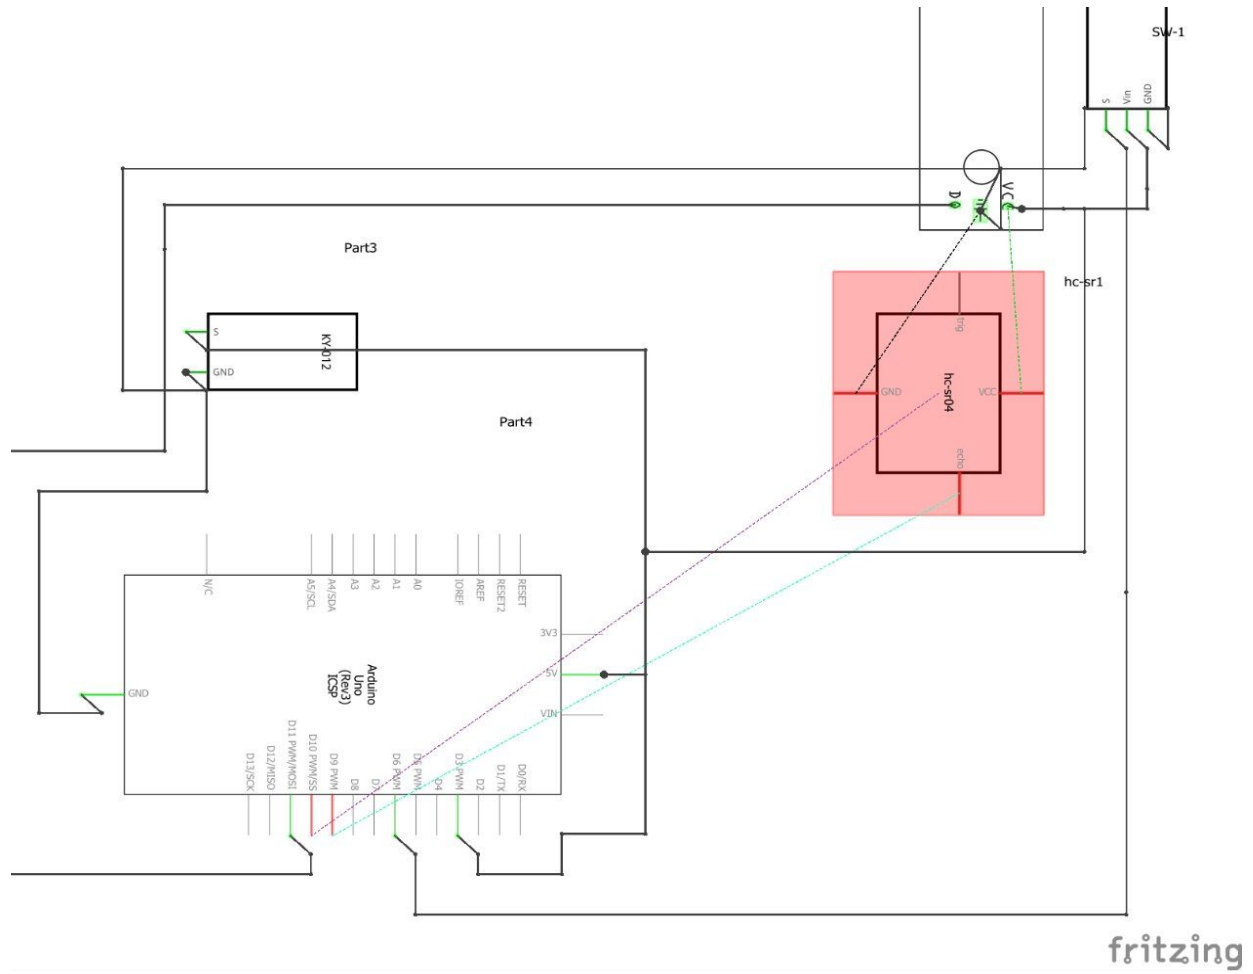 SW-1
S
Vin
GND
VC
Part3
hc-sr1
S
GND
KY-012
trig
GND
hc-sr04
VCC
echo
Part4
N/C
A5/SCL
A4/SDA
A3
A2
A1
A0
IOREF
AREF
RESET2
RESET
3V3
5V
VIN
GND
Arduino
Uno
(Rev3)
ICSP
D13/SCK
D12/MISO
D11 PWM/MOSI
D10 PWM/SS
D9 PWM
D8
D6 PWM
D5 PWM
D4
D3 PWM
D2
D1/TX
D0/RX
fritzing